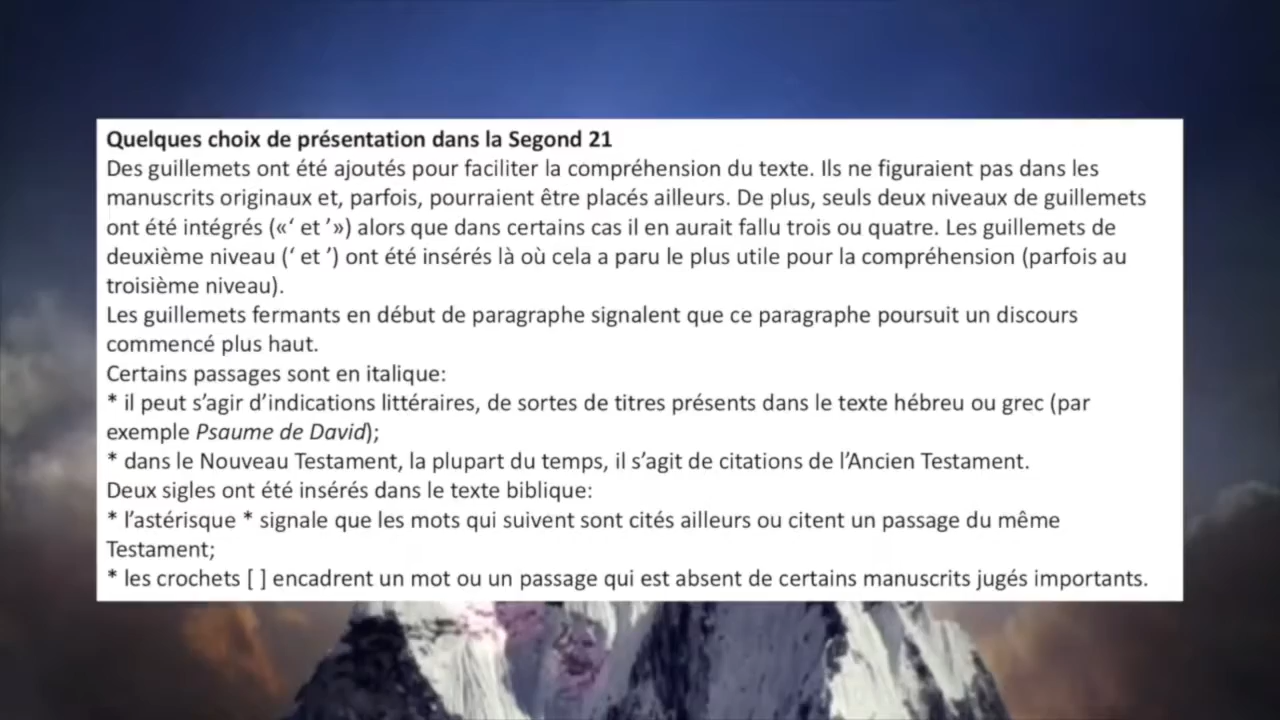 Quelques choix de présentation dans la Segond 21
Des guillemets ont été ajoutés pour faciliter la compréhension du texte. Ils ne figuraient pas dans les
manuscrits originaux et, parfois, pourraient être placés ailleurs. De plus, seuls deux niveaux de guillemets
ont été intégrés («‘ et ’») alors que dans certains cas il en aurait fallu trois ou quatre. Les guillemets de
deuxième niveau (‘ et ’) ont été insérés là où cela a paru le plus utile pour la compréhension (parfois au
troisième niveau).
Les guillemets fermants en début de paragraphe signalent que ce paragraphe poursuit un discours
commencé plus haut.
Certains passages sont en italique:
* il peut s’agir d’indications littéraires, de sortes de titres présents dans le texte hébreu ou grec (par
exemple Psaume de David);
* dans le Nouveau Testament, la plupart du temps, il s’agit de citations de l’Ancien Testament.
Deux sigles ont été insérés dans le texte biblique:
* l’astérisque * signale que les mots qui suivent sont cités ailleurs ou citent un passage du même
Testament;
* les crochets [ ] encadrent un mot ou un passage qui est absent de certains manuscrits jugés importants.